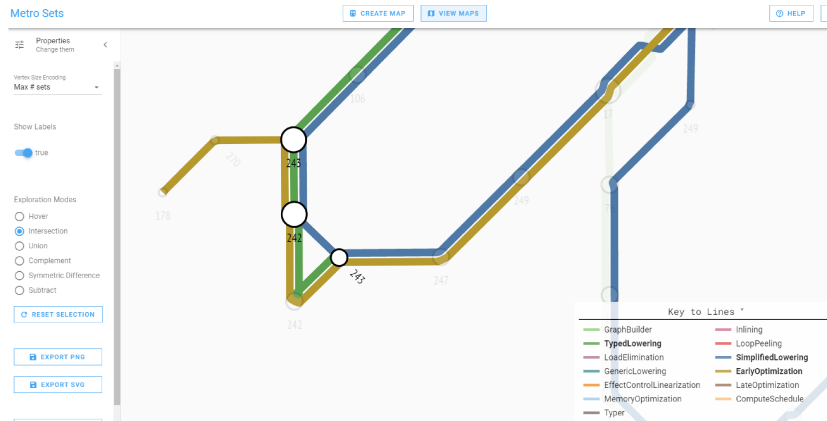 Metro Sets
CREATE MAP
VIEW MAPS
HELP
Properties
Change them
Vertex Size Encoding
Max # sets
Show Labels
true
Exploration Modes
Hover
Intersection
Union
Complement
Symmetric Difference
Subtract
RESET SELECTION
EXPORT PNG
EXPORT SVG
106
17
249
243
270
178
249
242
243
247
242
Key to Lines
GraphBuilder
Inlining
TypedLowering
LoopPeeling
LoadElimination
SimplifiedLowering
GenericLowering
EarlyOptimization
EffectControlLinearization
LateOptimization
MemoryOptimization
ComputeSchedule
Typer